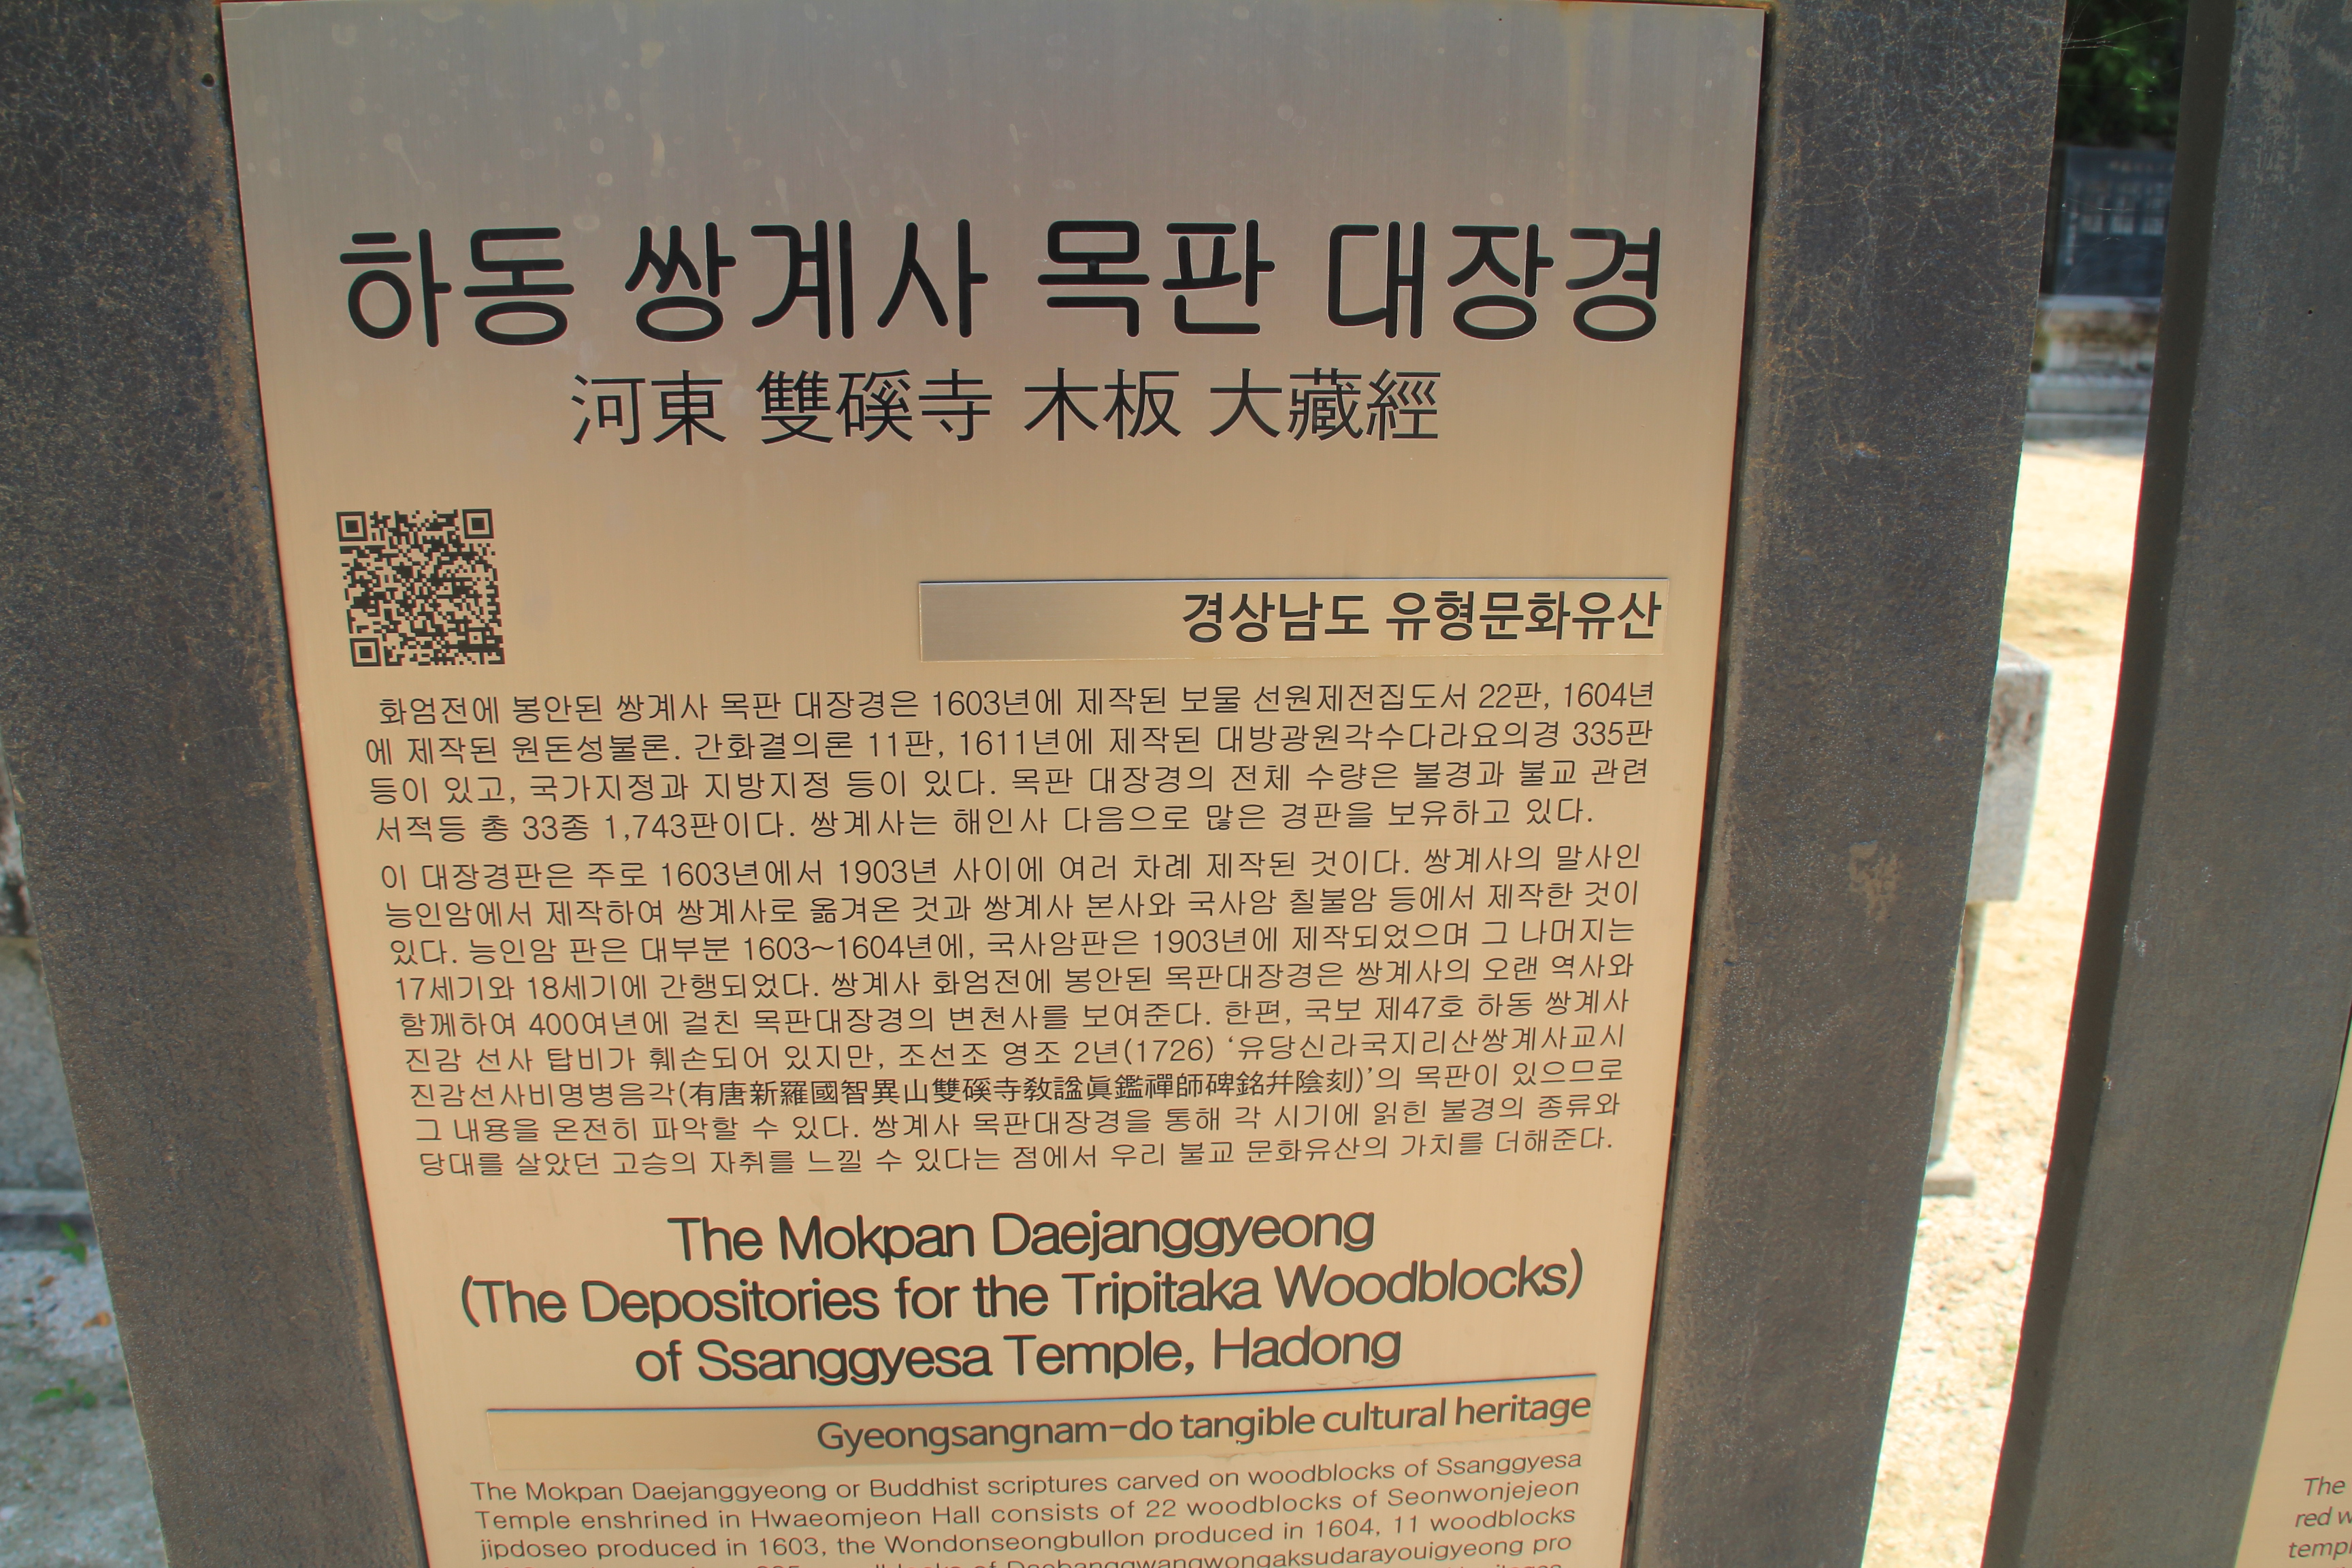 하동 쌍계사 목판 대장경
河東 雙磎寺 木板 大藏經
경상남도 유형문화유산
화엄전에 봉안된 쌍계사 목판 대장경은 1603년에 제작된 보물 선원제전집도서 22판, 1604년
에 제작된 원돈성불론. 간화결의론 11판, 1611년에 제작된 대방광원각수다라요의경 335판
등이 있고, 국가지정과 지방지정 등이 있다. 목판 대장경의 전체 수량은 불경과 불교 관련
서적등 총 33종 1,743판이다. 쌍계사는 해인사 다음으로 많은 경판을 보유하고 있다.
이 대장경판은 주로 1603년에서 1903년 사이에 여러 차례 제작된 것이다. 쌍계사의 말사인
능인암에서 제작하여 쌍계사로 옮겨온 것과 쌍계사 본사와 국사암 칠불암 등에서 제작한 것이
있다. 능인암 판은 대부분 1603~1604년에, 국사암판은 1903년에 제작되었으며 그 나머지는
17세기와 18세기에 간행되었다. 쌍계사 화엄전에 봉안된 목판대장경은 쌍계사의 오랜 역사와
함께하여 400여년에 걸친 목판대장경의 변천사를 보여준다. 한편, 국보 제47호 하동 쌍계사
진감 선사 탑비가 훼손되어 있지만, 조선조 영조 2년(1726) ‘유당신라국지리산쌍계사교시
진감선사비명병음각(有唐新羅國智異山雙磎寺敎諡眞鑑禪師碑銘幷陰刻)’의 목판이 있으므로
그 내용을 온전히 파악할 수 있다. 쌍계사 목판대장경을 통해 각 시기에 읽힌 불경의 종류와
당대를 살았던 고승의 자취를 느낄 수 있다는 점에서 우리 불교 문화유산의 가치를 더해준다.
The Mokpan Daejanggyeong
(The Depositories for the Tripitaka Woodblocks)
of Ssanggyesa Temple, Hadong
Gyeongsangnam-do tangible cultural heritage
The Mokpan Daejanggyeong or Buddhist scriptures carved on woodblocks of Ssanggyesa
Temple enshrined in Hwaeomjeon Hall consists of 22 woodblocks of Seonwonjejeon
jipdoseo produced in 1603, the Wondonseongbullon produced in 1604, 11 woodblocks
of Daebanggwangwongaksudarayouigyeong pro
The
red w
temp